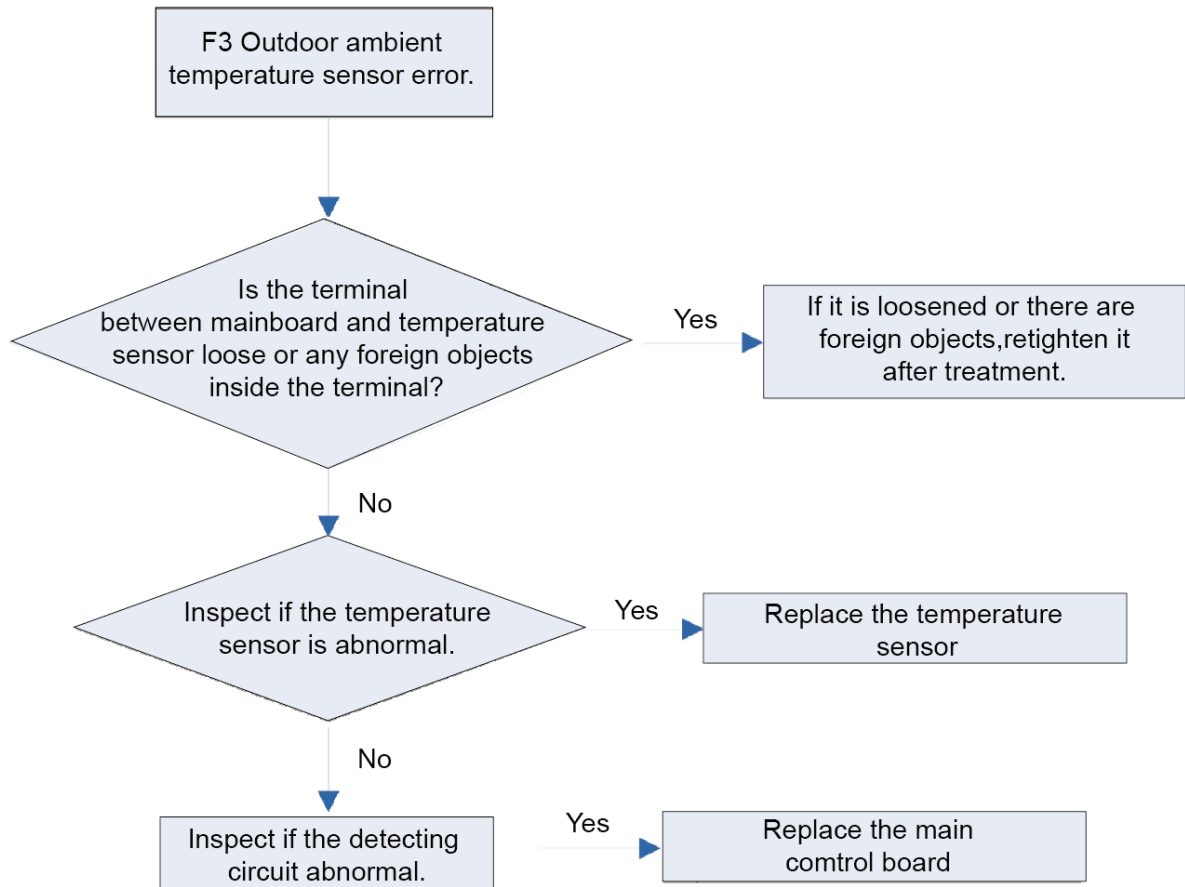 F3 Outdoor ambient
temperature sensor error.
Is the terminal
between mainboard and temperature
sensor loose or any foreign objects
inside the terminal?
Yes
If it is loosened or there are
foreign objects,retighten it
after treatment.
No
Inspect if the temperature
sensor is abnormal.
Yes
Replace the temperature
sensor
No
Inspect if the detecting
circuit abnormal.
Yes
Replace the main
comtrol board